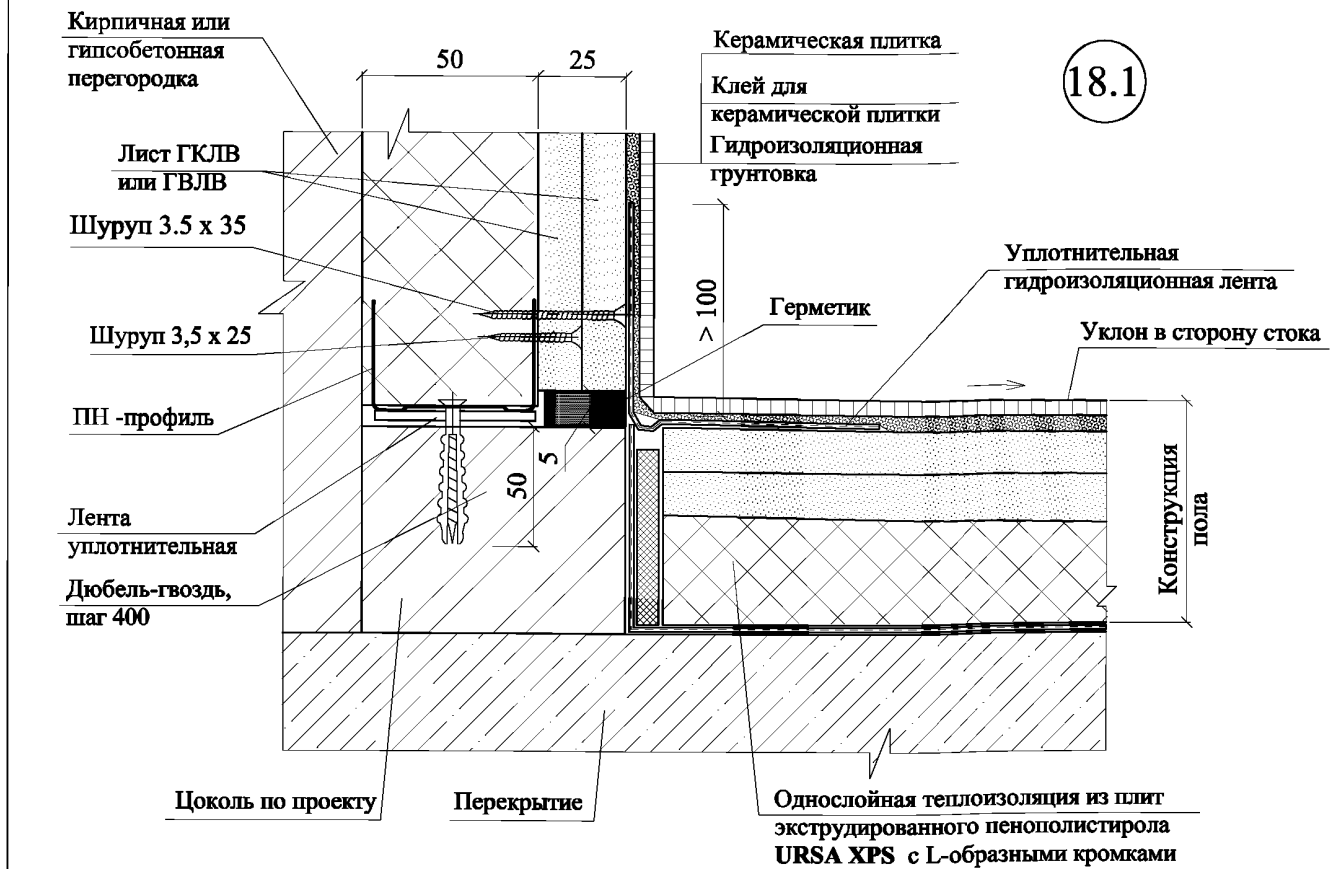 Кирпичная или
гипсобетонная
перегородка
50
25
Керамическая плитка
Клей для
керамической плитки
Гидроизоляционная
грунтовка
18.1
Лист ГКЛВ
или ГВЛВ
Шуруп 3.5 х 35
Шуруп 3,5 х 25
ПН -профиль
Лента
уплотнительная
Дюбель-гвоздь,
шаг 400
> 100
Герметик
Уплотнительная
гидроизоляционная лента
Уклон в сторону стока
5
50
Конструкция
пола
Цоколь по проекту
Перекрытие
Однослойная теплоизоляция из плит
экструдированного пенополистирола
URSA XPS с L-образными кромками